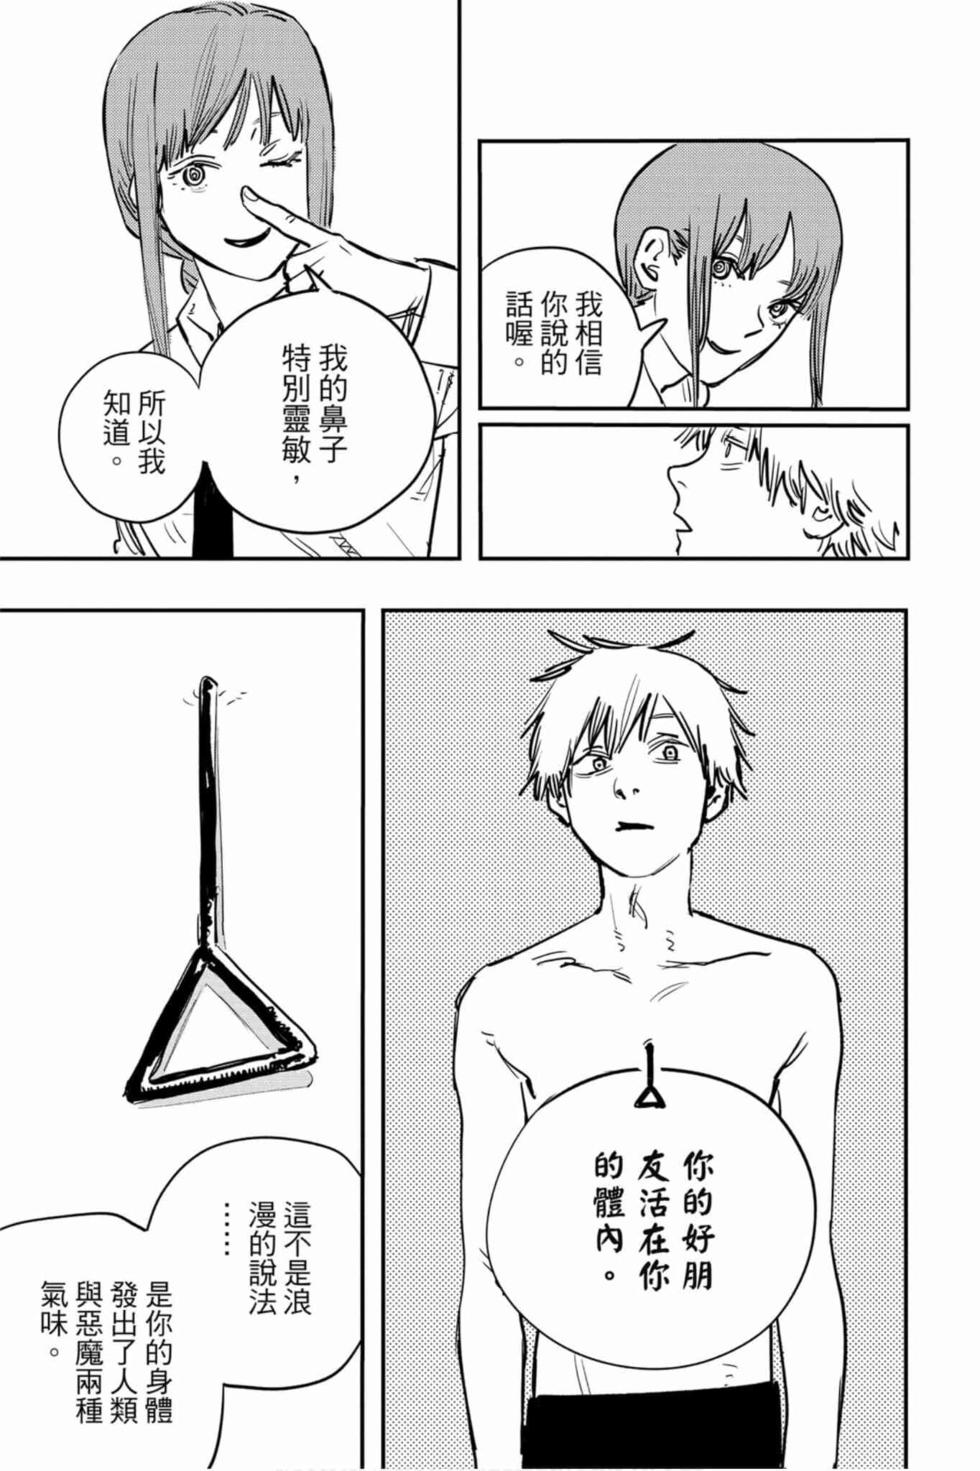 我相信
你說的
話喔。
我的鼻子
特別靈敏，
所以我
知道。
你的好朋
友活在你
的體內。
這不是浪
漫的說法
……
是你的身體
發出了人類
與惡魔兩種
氣味。